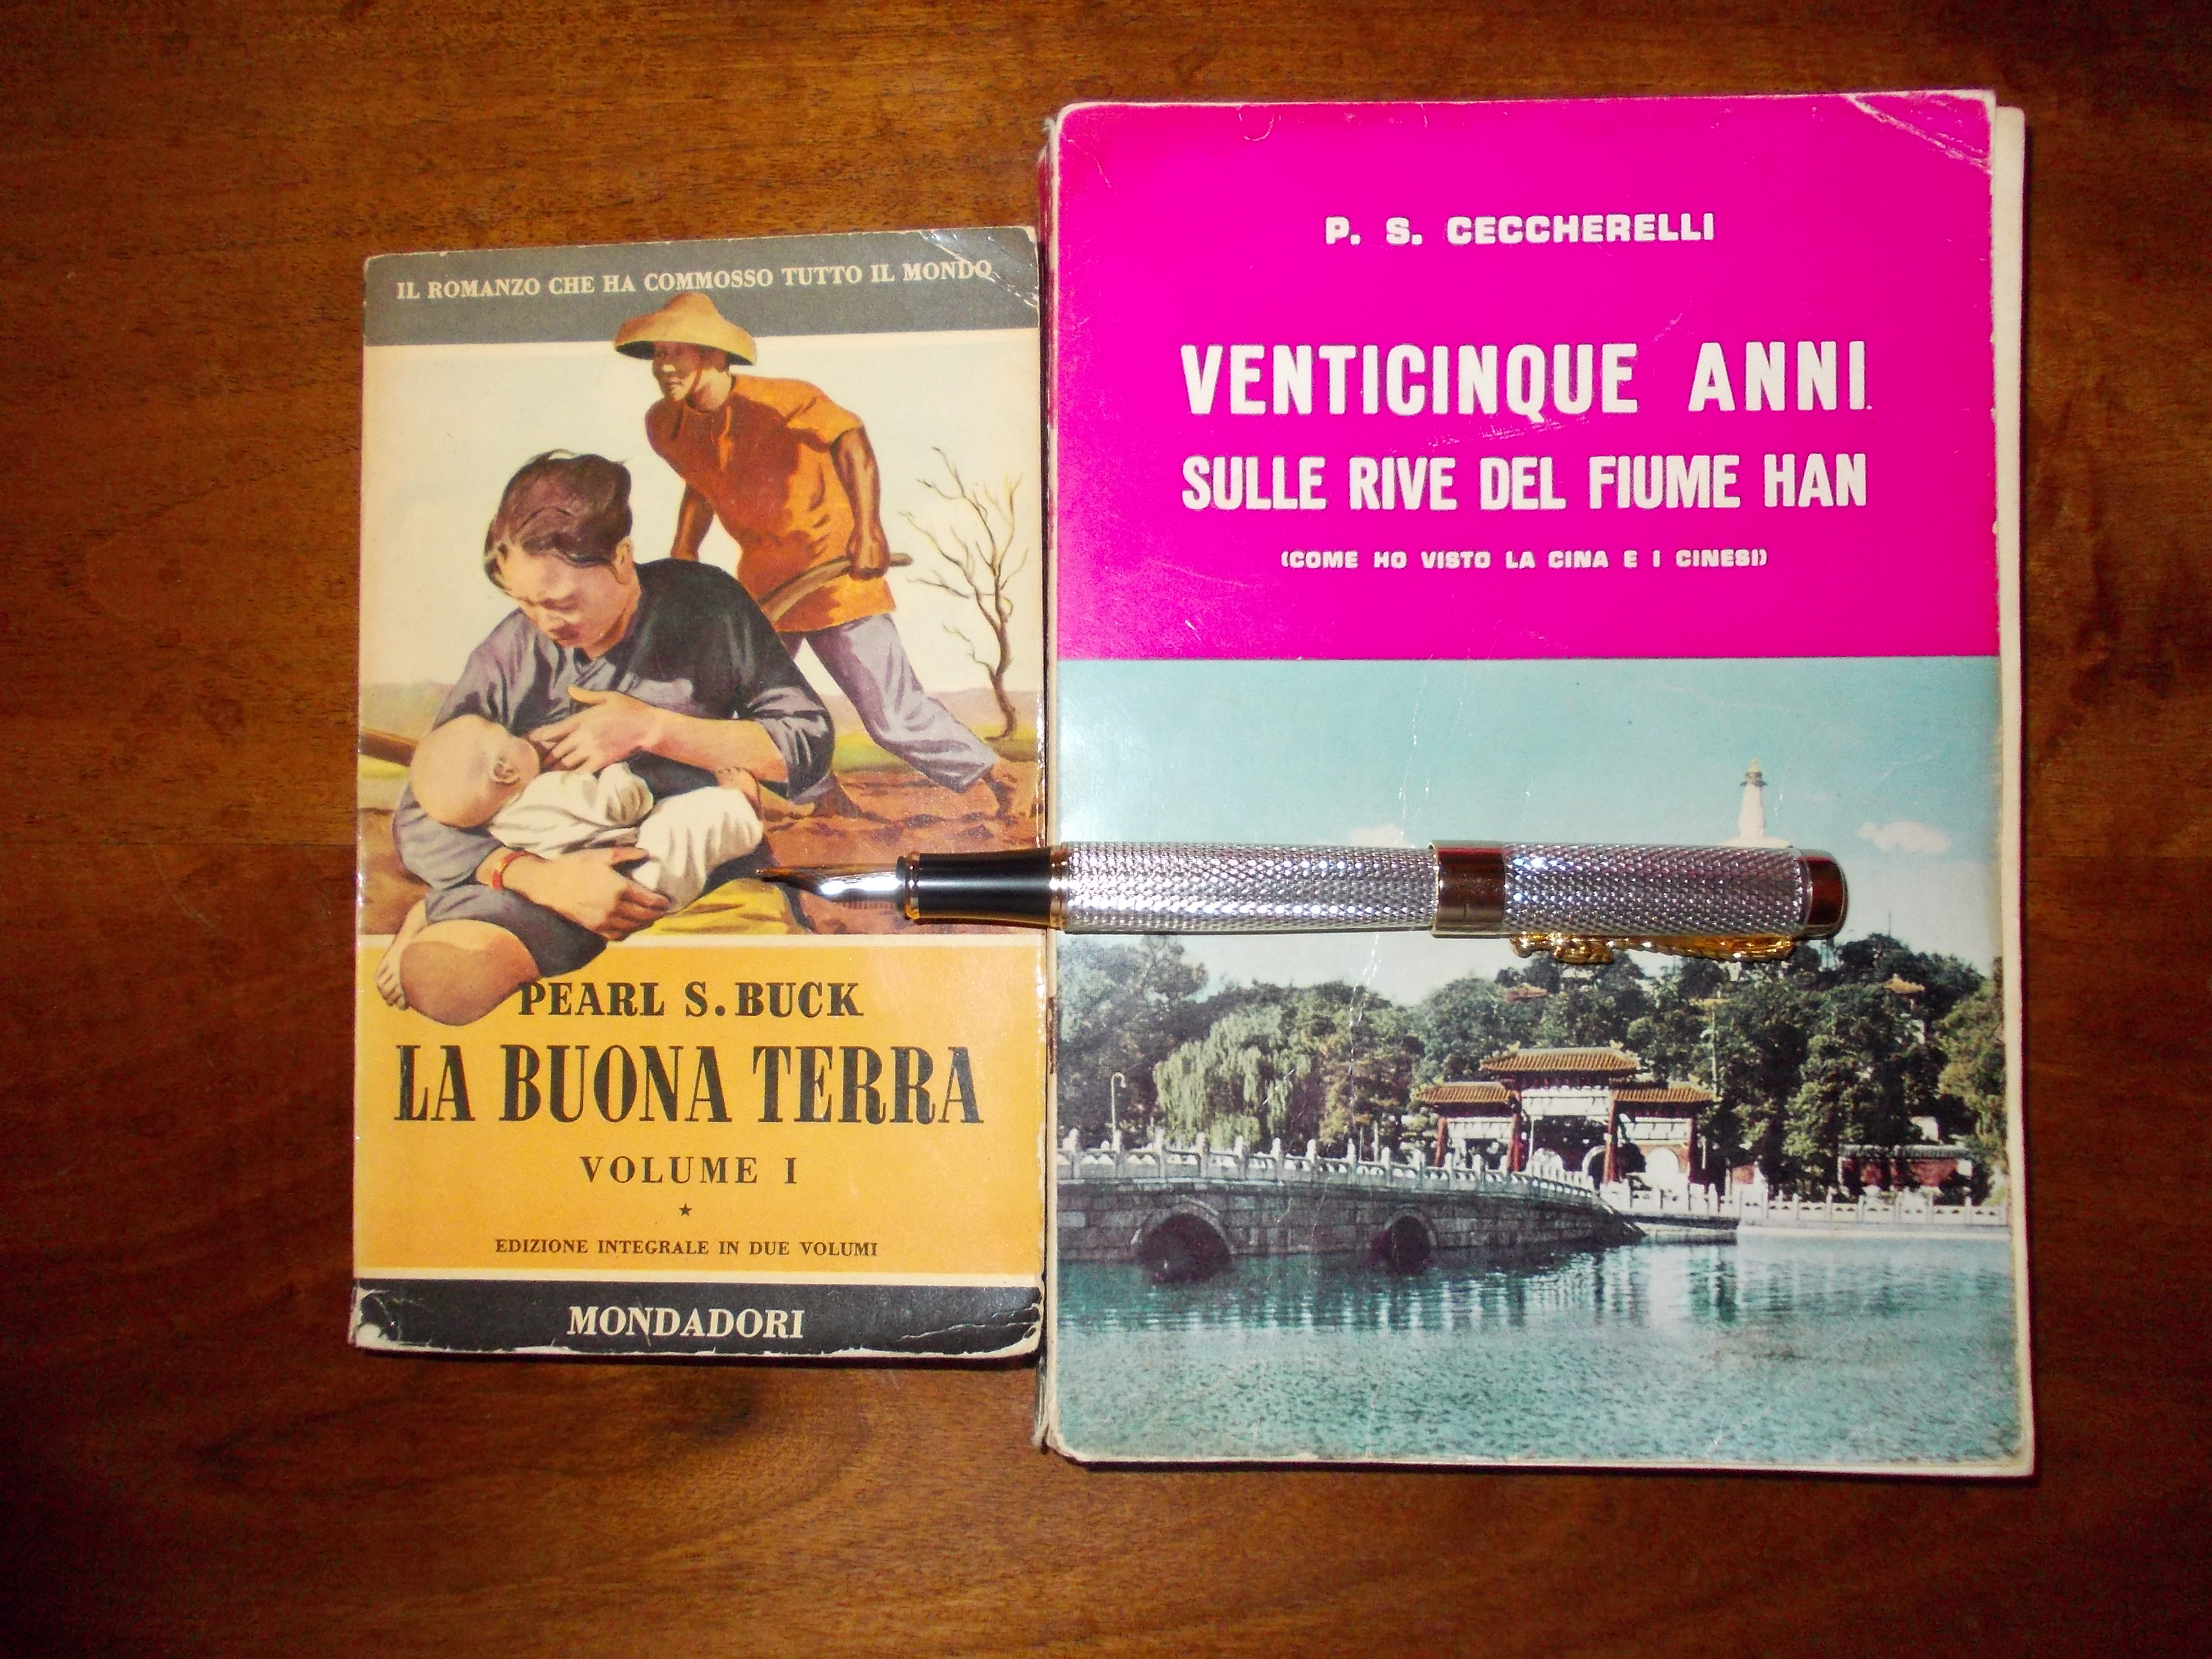 IL ROMANZO CHE HA COMMOSSO TUTTO IL MONDO
PEARL S. BUCK
LA BUONA TERRA
VOLUME I
EDIZIONE INTEGRALE IN DUE VOLUMI
MONDADORI
P. S. CECCHERELLI
VENTICINQUE ANNI
SULLE RIVE DEL FIUME HAN
(COME HO VISTO LA CINA E I CINESI)